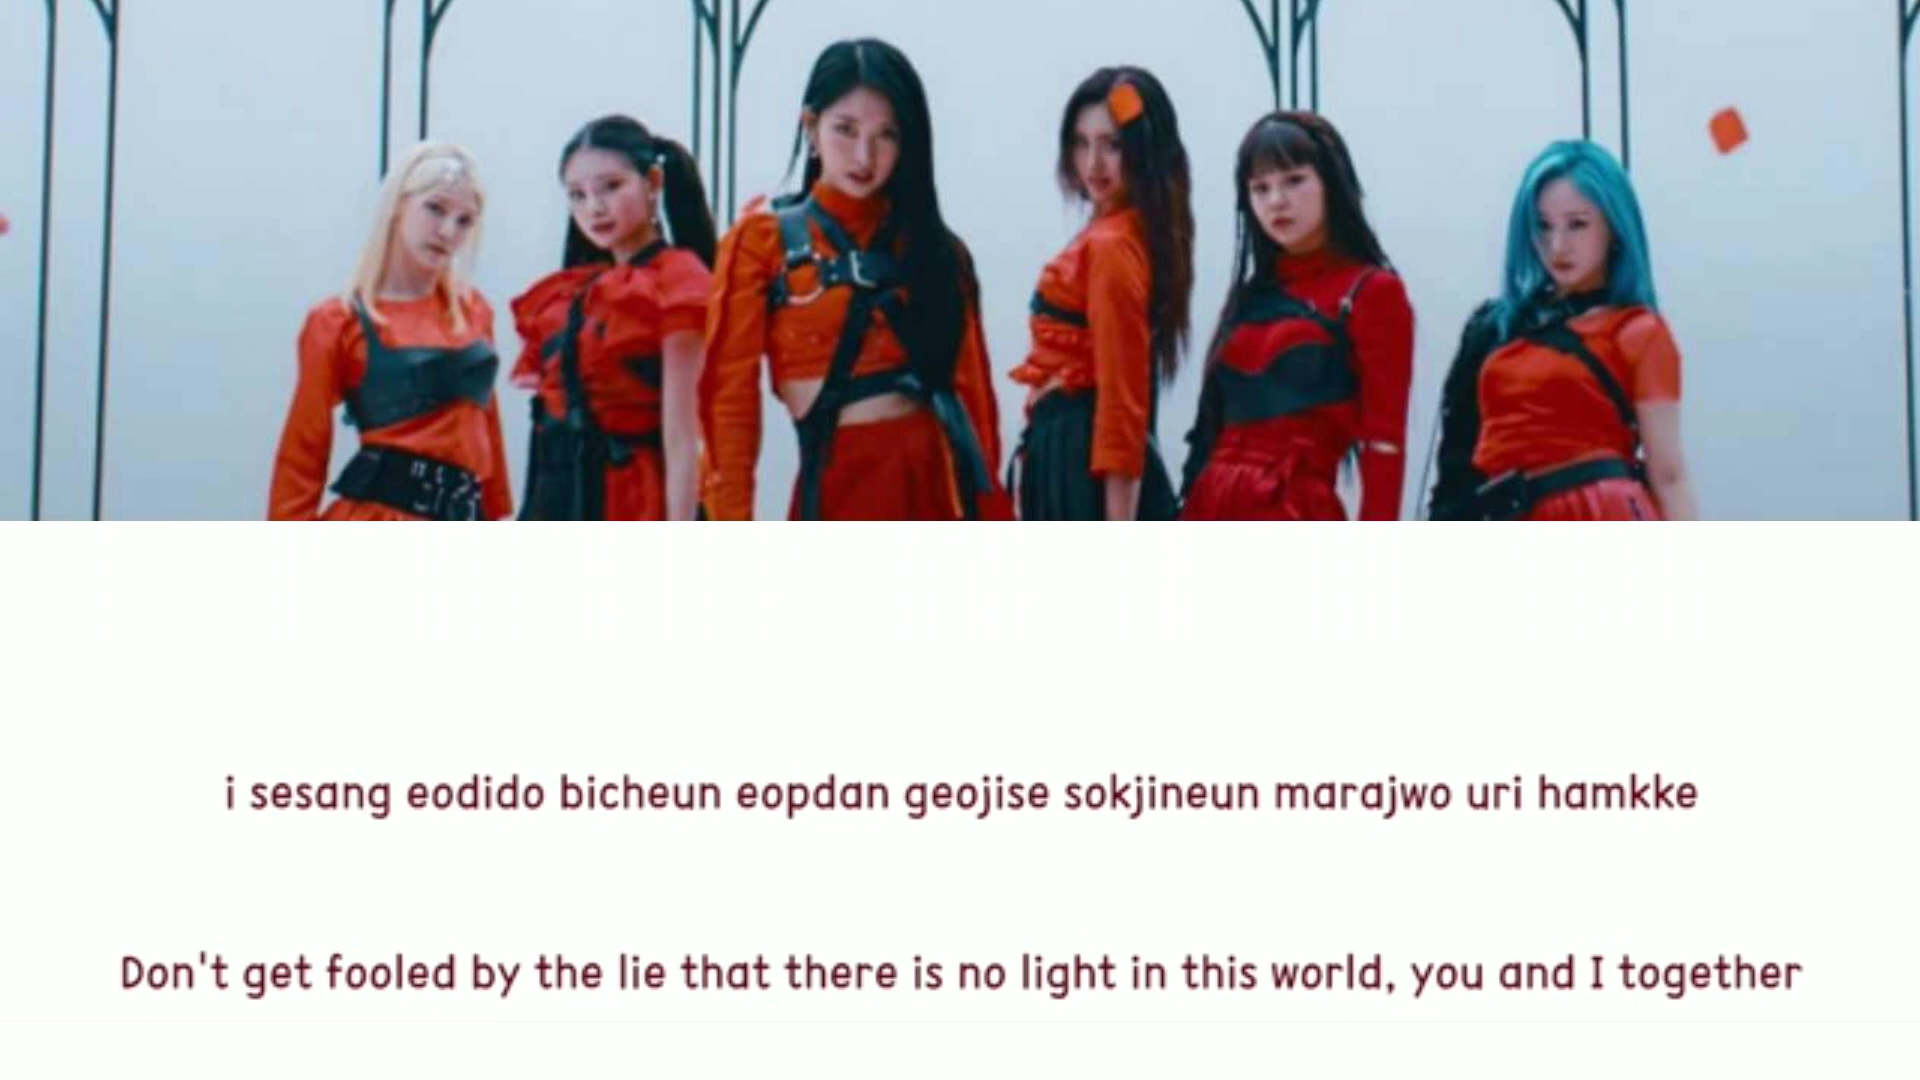 i sesang eodido bicheun eopdan geojise sokjineun marajwo uri hamkke
Don't get fooled by the lie that there is no light in this world, you and I together